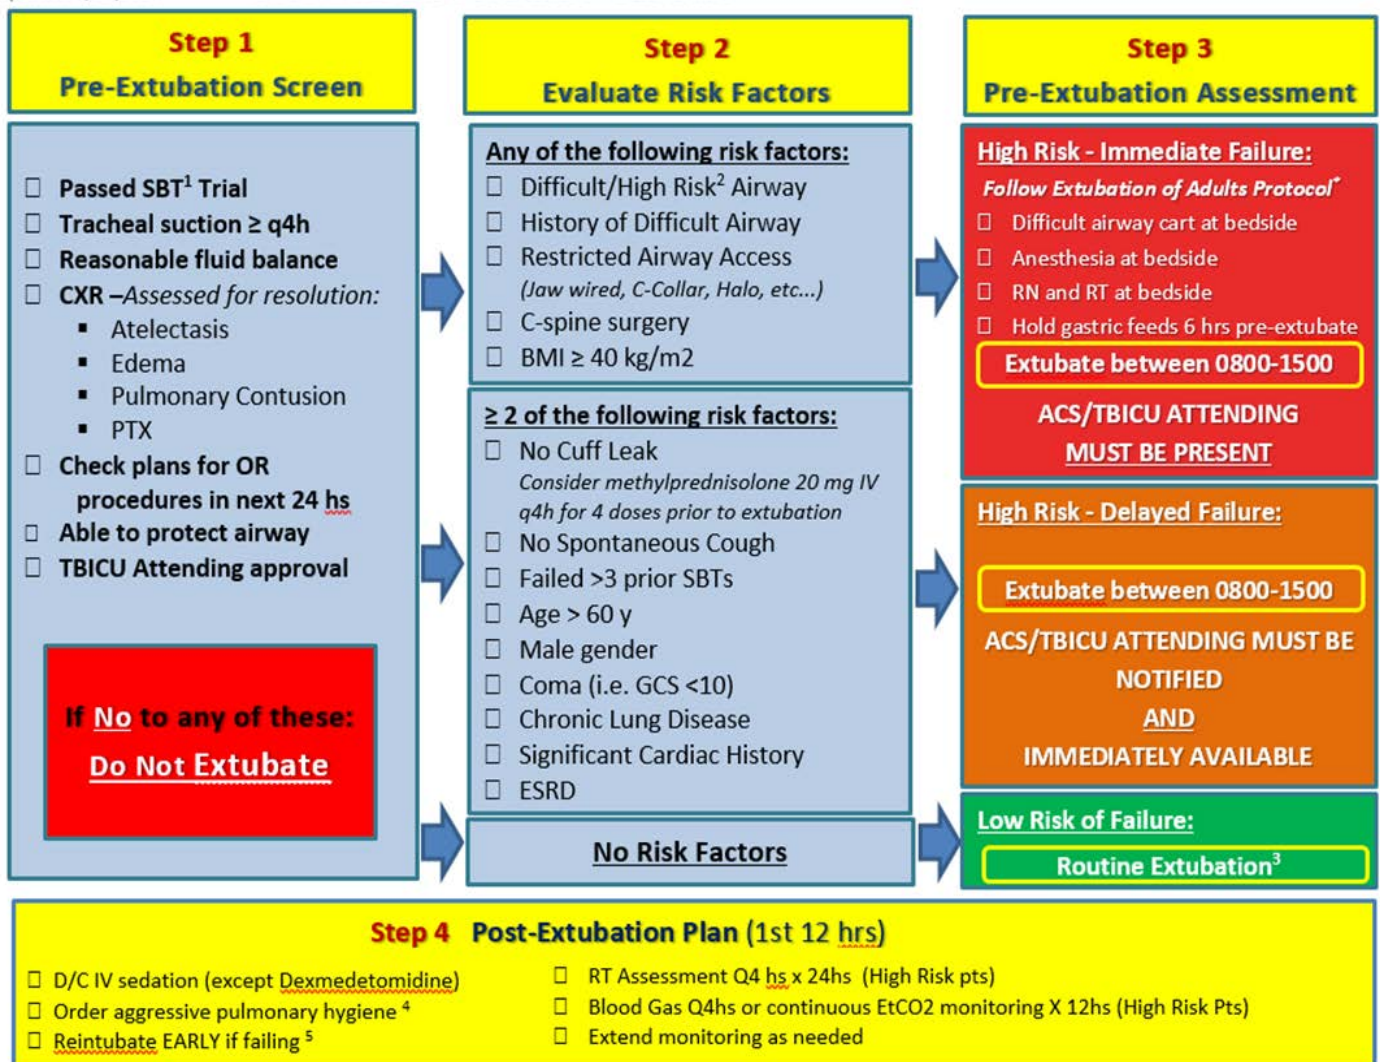 Step 1
Pre-Extubation Screen
☐ Passed SBT¹ Trial
☐ Tracheal suction ≥ q4h
☐ Reasonable fluid balance
☐ CXR –Assessed for resolution:
▪ Atelectasis
▪ Edema
▪ Pulmonary Contusion
▪ PTX
☐ Check plans for OR
procedures in next 24 hs
☐ Able to protect airway
☐ TBICU Attending approval
If No to any of these:
Do Not Extubate
Step 2
Evaluate Risk Factors
Any of the following risk factors:
☐ Difficult/High Risk² Airway
☐ History of Difficult Airway
☐ Restricted Airway Access
(Jaw wired, C-Collar, Halo, etc...)
☐ C-spine surgery
☐ BMI ≥ 40 kg/m2
≥ 2 of the following risk factors:
☐ No Cuff Leak
Consider methylprednisolone 20 mg IV
q4h for 4 doses prior to extubation
☐ No Spontaneous Cough
☐ Failed >3 prior SBTs
☐ Age > 60 y
☐ Male gender
☐ Coma (i.e. GCS <10)
☐ Chronic Lung Disease
☐ Significant Cardiac History
☐ ESRD
No Risk Factors
Step 3
Pre-Extubation Assessment
High Risk - Immediate Failure:
Follow Extubation of Adults Protocol*
☐ Difficult airway cart at bedside
☐ Anesthesia at bedside
☐ RN and RT at bedside
☐ Hold gastric feeds 6 hrs pre-extubate
Extubate between 0800-1500
ACS/TBICU ATTENDING
MUST BE PRESENT
High Risk - Delayed Failure:
Extubate between 0800-1500
ACS/TBICU ATTENDING MUST BE
NOTIFIED
AND
IMMEDIATELY AVAILABLE
Low Risk of Failure:
Routine Extubation³
Step 4 Post-Extubation Plan (1st 12 hrs)
☐ D/C IV sedation (except Dexmedetomidine)
☐ Order aggressive pulmonary hygiene ⁴
☐ Reintubate EARLY if failing ⁵
☐ RT Assessment Q4 hs x 24hs (High Risk pts)
☐ Blood Gas Q4hs or continuous EtCO2 monitoring X 12hs (High Risk Pts)
☐ Extend monitoring as needed